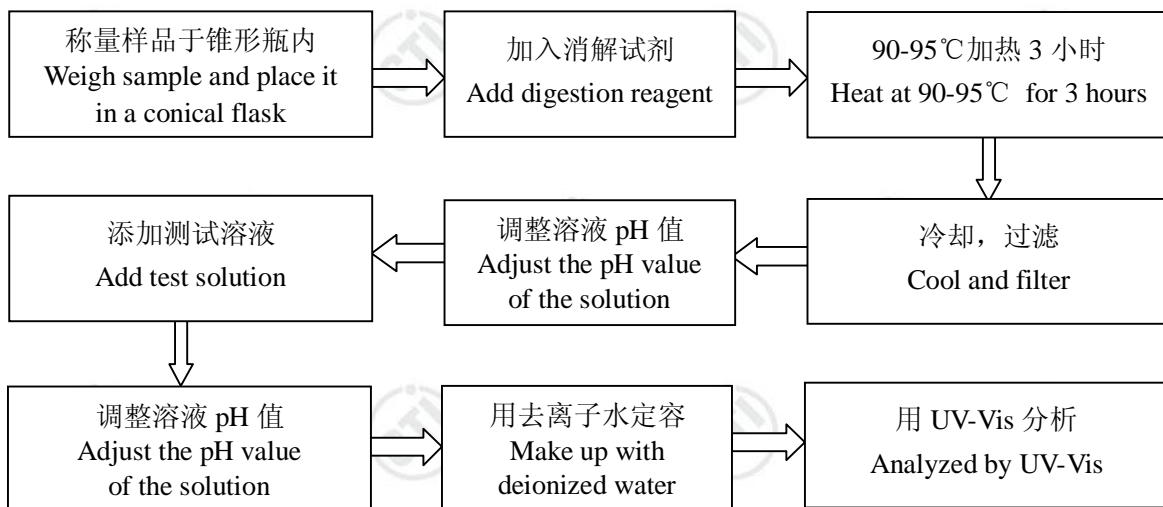 称量样品于锥形瓶内
Weigh sample and place it
in a conical flask
加入消解试剂
Add digestion reagent
90-95℃加热 3 小时
Heat at 90-95℃ for 3 hours
冷却，过滤
Cool and filter
调整溶液 pH 值
Adjust the pH value
of the solution
添加测试溶液
Add test solution
调整溶液 pH 值
Adjust the pH value
of the solution
用去离子水定容
Make up with
deionized water
用 UV-Vis 分析
Analyzed by UV-Vis